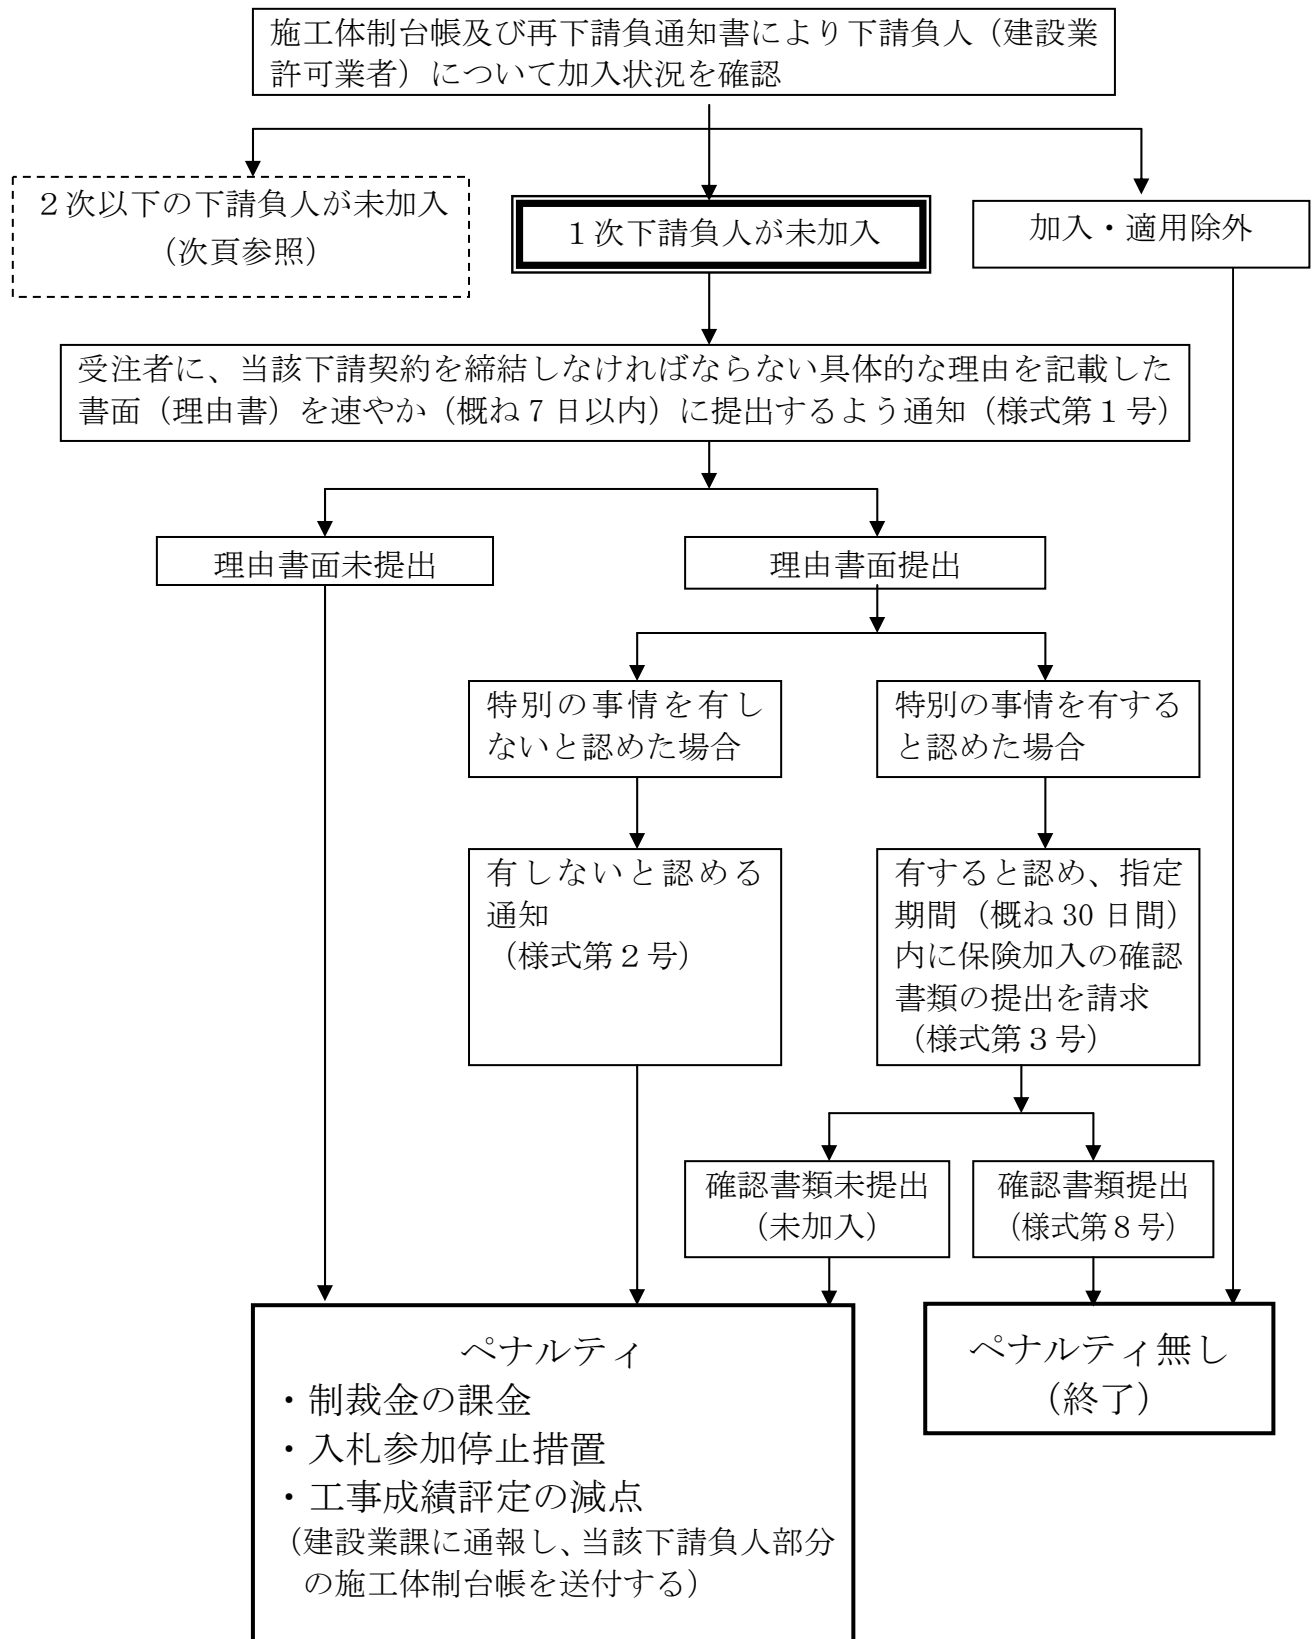 施工体制台帳及び再下請負通知書により下請負人（建設業
許可業者）について加入状況を確認
２次以下の下請負人が未加入
（次頁参照）
１次下請負人が未加入
加入・適用除外
受注者に、当該下請契約を締結しなければならない具体的な理由を記載した
書面（理由書）を速やか（概ね７日以内）に提出するよう通知（様式第１号）
理由書面未提出
理由書面提出
特別の事情を有し
ないと認めた場合
特別の事情を有する
と認めた場合
有しないと認める
通知
（様式第２号）
有すると認め、指定
期間（概ね 30 日間）
内に保険加入の確認
書類の提出を請求
（様式第３号）
確認書類未提出
（未加入）
確認書類提出
（様式第８号）
ペナルティ
・制裁金の課金
・入札参加停止措置
・工事成績評定の減点
（建設業課に通報し、当該下請負人部分
の施工体制台帳を送付する）
ペナルティ無し
（終了）